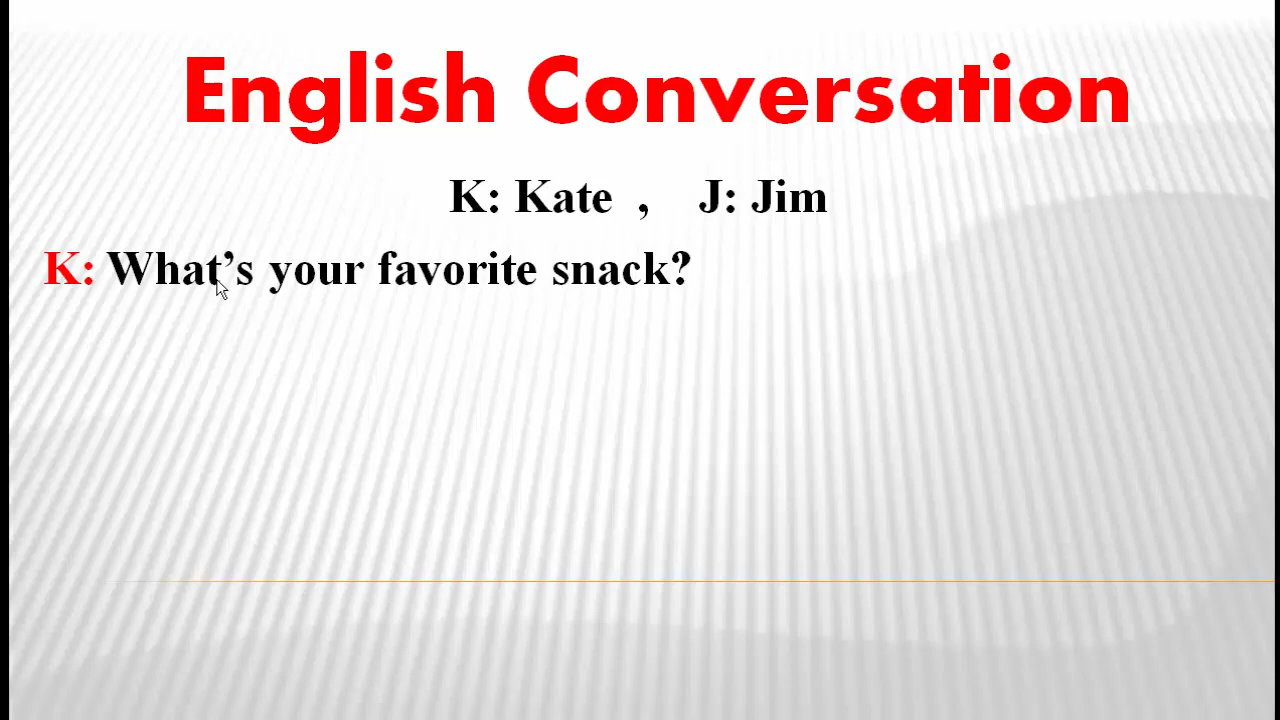 English Conversation
K: Kate , J: Jim
K: What’s your favorite snack?